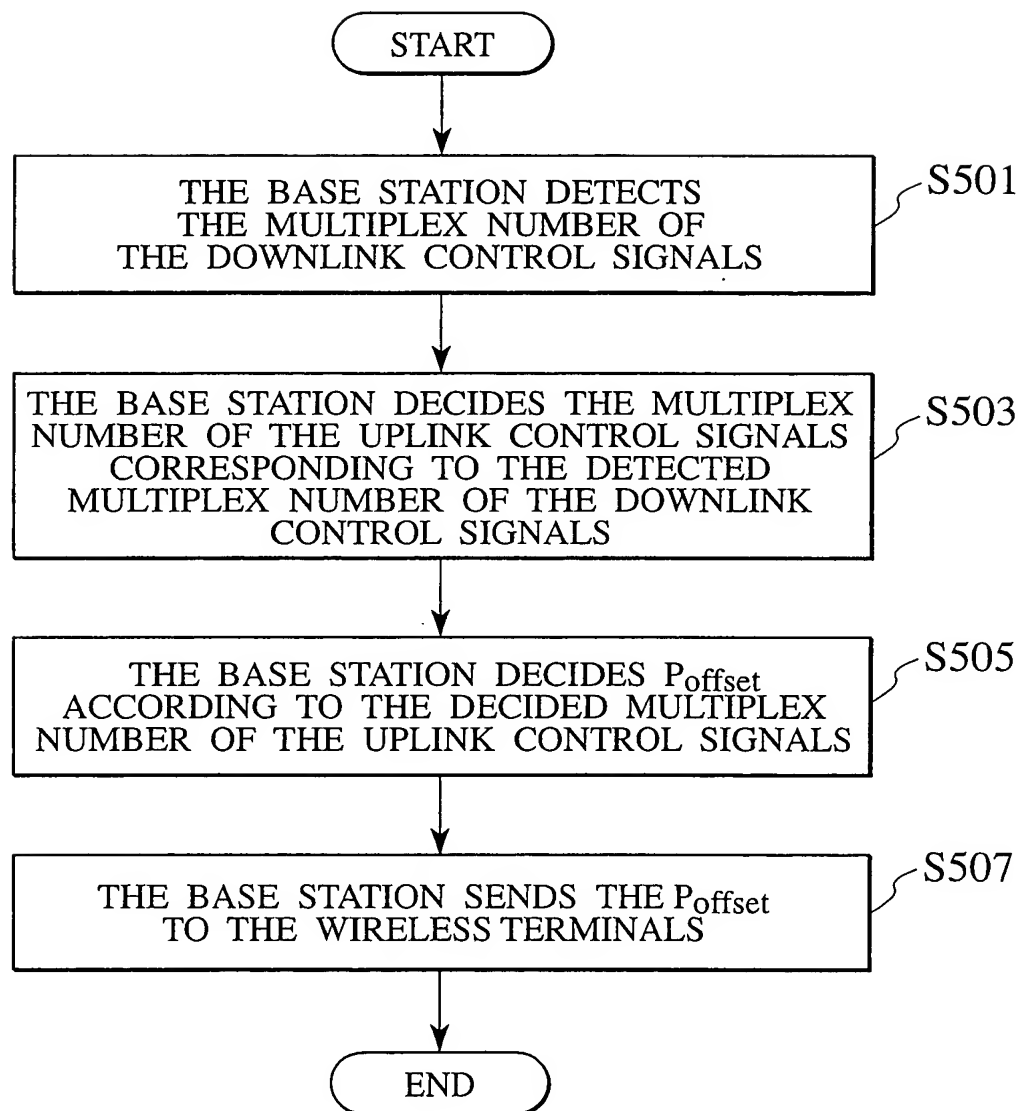 START
THE BASE STATION DETECTS
THE MULTIPLEX NUMBER OF
THE DOWNLINK CONTROL SIGNALS
S501
THE BASE STATION DECIDES THE MULTIPLEX
NUMBER OF THE UPLINK CONTROL SIGNALS
CORRESPONDING TO THE DETECTED
MULTIPLEX NUMBER OF THE DOWNLINK
CONTROL SIGNALS
S503
THE BASE STATION DECIDES Poffset
ACCORDING TO THE DECIDED MULTIPLEX
NUMBER OF THE UPLINK CONTROL SIGNALS
S505
THE BASE STATION SENDS THE Poffset
TO THE WIRELESS TERMINALS
S507
END